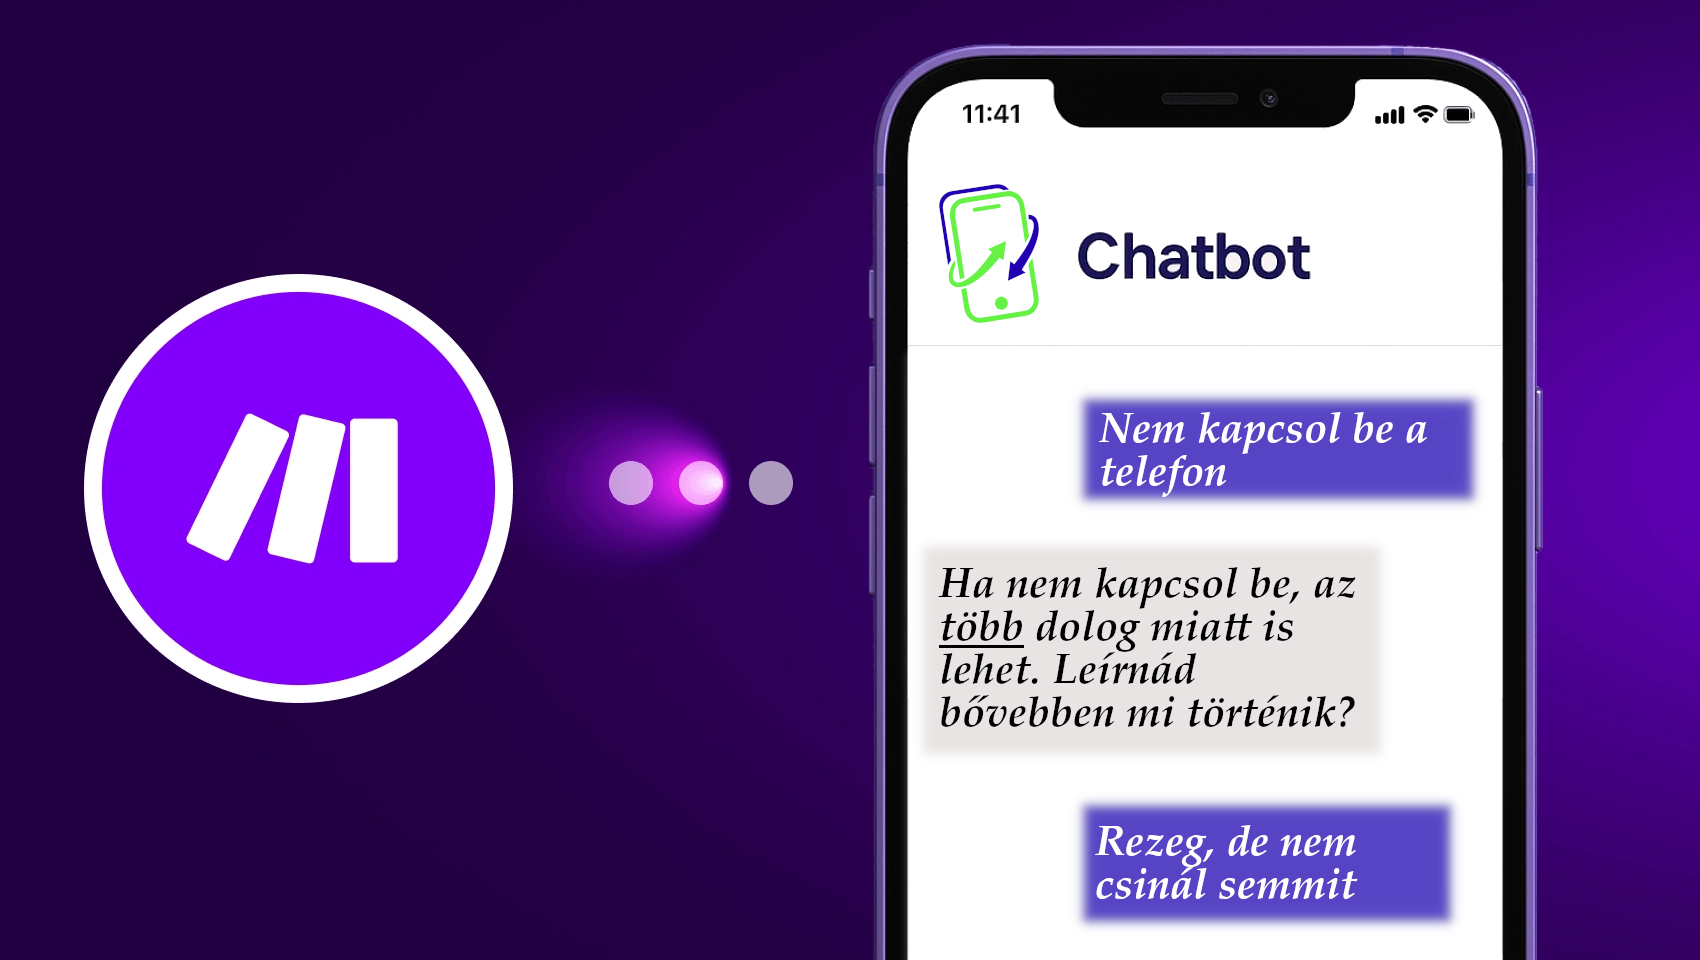 11:41
Chatbot
Nem kapcsol be a
telefon
Ha nem kapcsol be, az
több dolog miatt is
lehet. Leírnád
bővebben mi történik?
Rezeg, de nem
csinál semmit